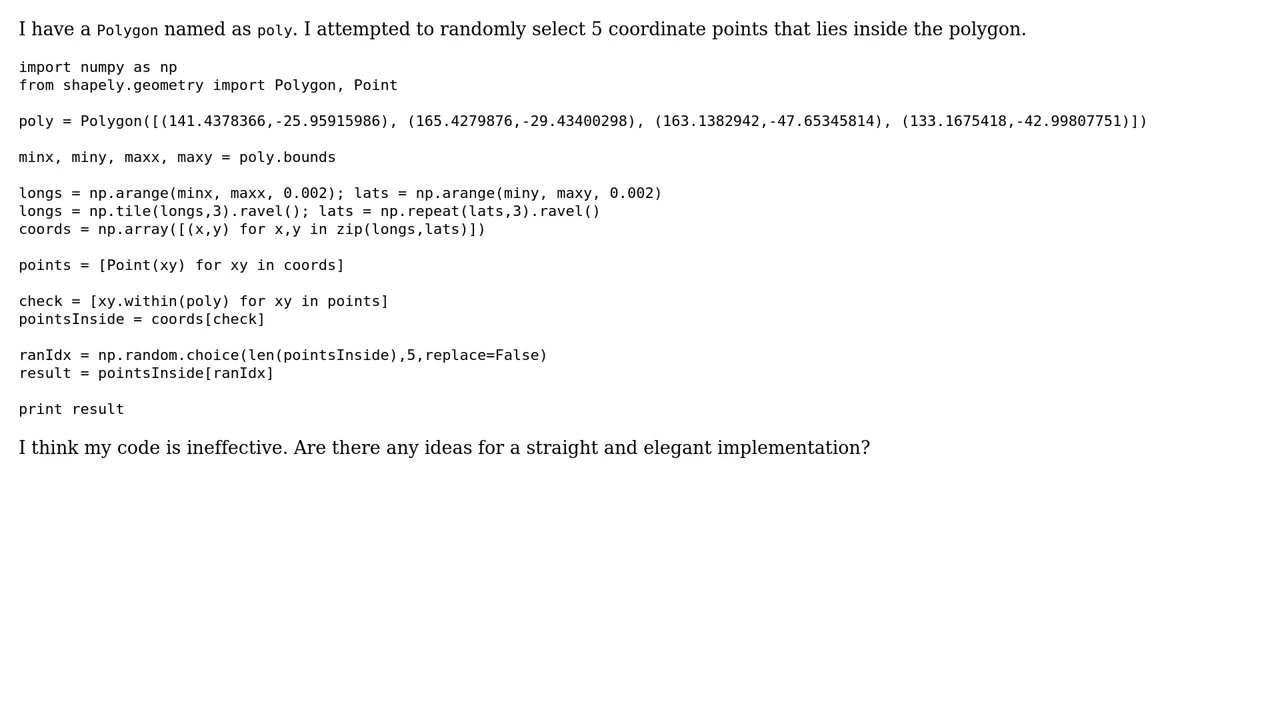 I have a Polygon named as poly. I attempted to randomly select 5 coordinate points that lies inside the polygon.
import numpy as np
from shapely.geometry import Polygon, Point
poly = Polygon([(141.4378366,-25.95915986), (165.4279876,-29.43400298), (163.1382942,-47.65345814), (133.1675418,-42.99807751)])
minx, miny, maxx, maxy = poly.bounds
longs = np.arange(minx, maxx, 0.002); lats = np.arange(miny, maxy, 0.002)
longs = np.tile(longs,3).ravel(); lats = np.repeat(lats,3).ravel()
coords = np.array([(x,y) for x,y in zip(longs,lats)])
points = [Point(xy) for xy in coords]
check = [xy.within(poly) for xy in points]
pointsInside = coords[check]
ranIdx = np.random.choice(len(pointsInside),5,replace=False)
result = pointsInside[ranIdx]
print result
I think my code is ineffective. Are there any ideas for a straight and elegant implementation?